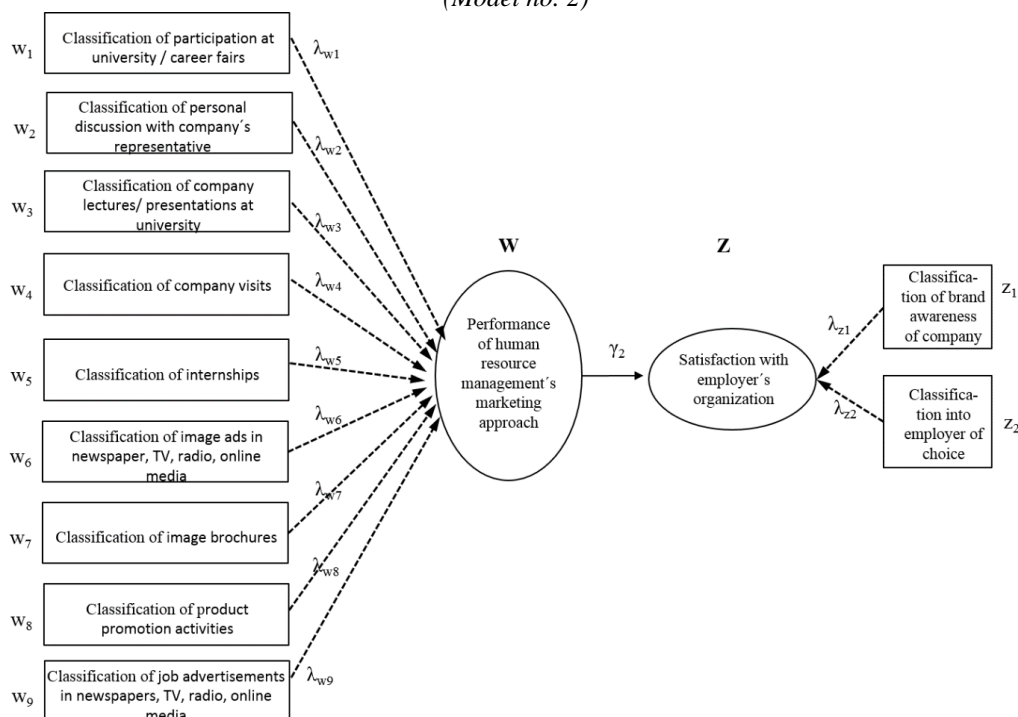 (Model no. 2)
w1
Classification of participation at
university / career fairs
λw1
w2
Classification of personal
discussion with company´s
representative
λw2
w3
Classification of company
lectures/ presentations at
university
λw3
w4
Classification of company visits
λw4
w5
Classification of internships
λw5
w6
Classification of image ads in
newspaper, TV, radio, online
media
λw6
w7
Classification of image brochures
λw7
w8
Classification of product
promotion activities
λw8
w9
Classification of job advertisements
in newspapers, TV, radio, online
media
λw9
W
Performance
of human
resource
management´s
marketing
approach
γ2
Z
Satisfaction with
employer´s
organization
λz1
Classifica-
tion of brand
awareness
of company
z1
λz2
Classifica-
tion into
employer of
choice
z2